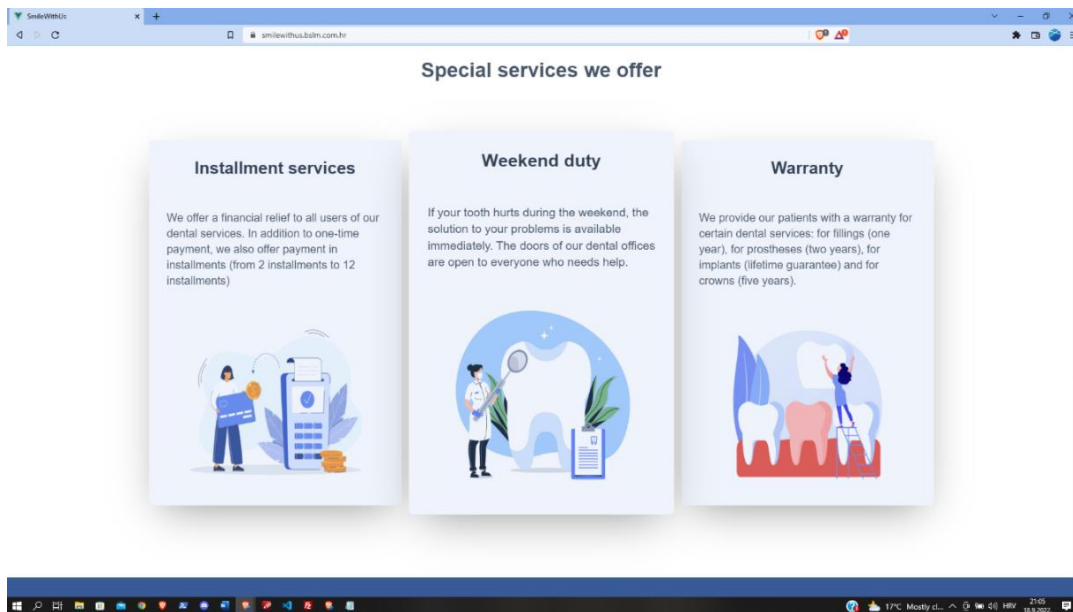 SmileWithUs
smilewithus.bslm.com.hr
Special services we offer
Installment services
We offer a financial relief to all users of our
dental services. In addition to one-time
payment, we also offer payment in
installments (from 2 installments to 12
installments)
Weekend duty
If your tooth hurts during the weekend, the
solution to your problems is available
immediately. The doors of our dental offices
are open to everyone who needs help.
Warranty
We provide our patients with a warranty for
certain dental services: for fillings (one
year), for prostheses (two years), for
implants (lifetime guarantee) and for
crowns (five years).
17°C Mostly cl...
HRV
21:05
18.9.2022.